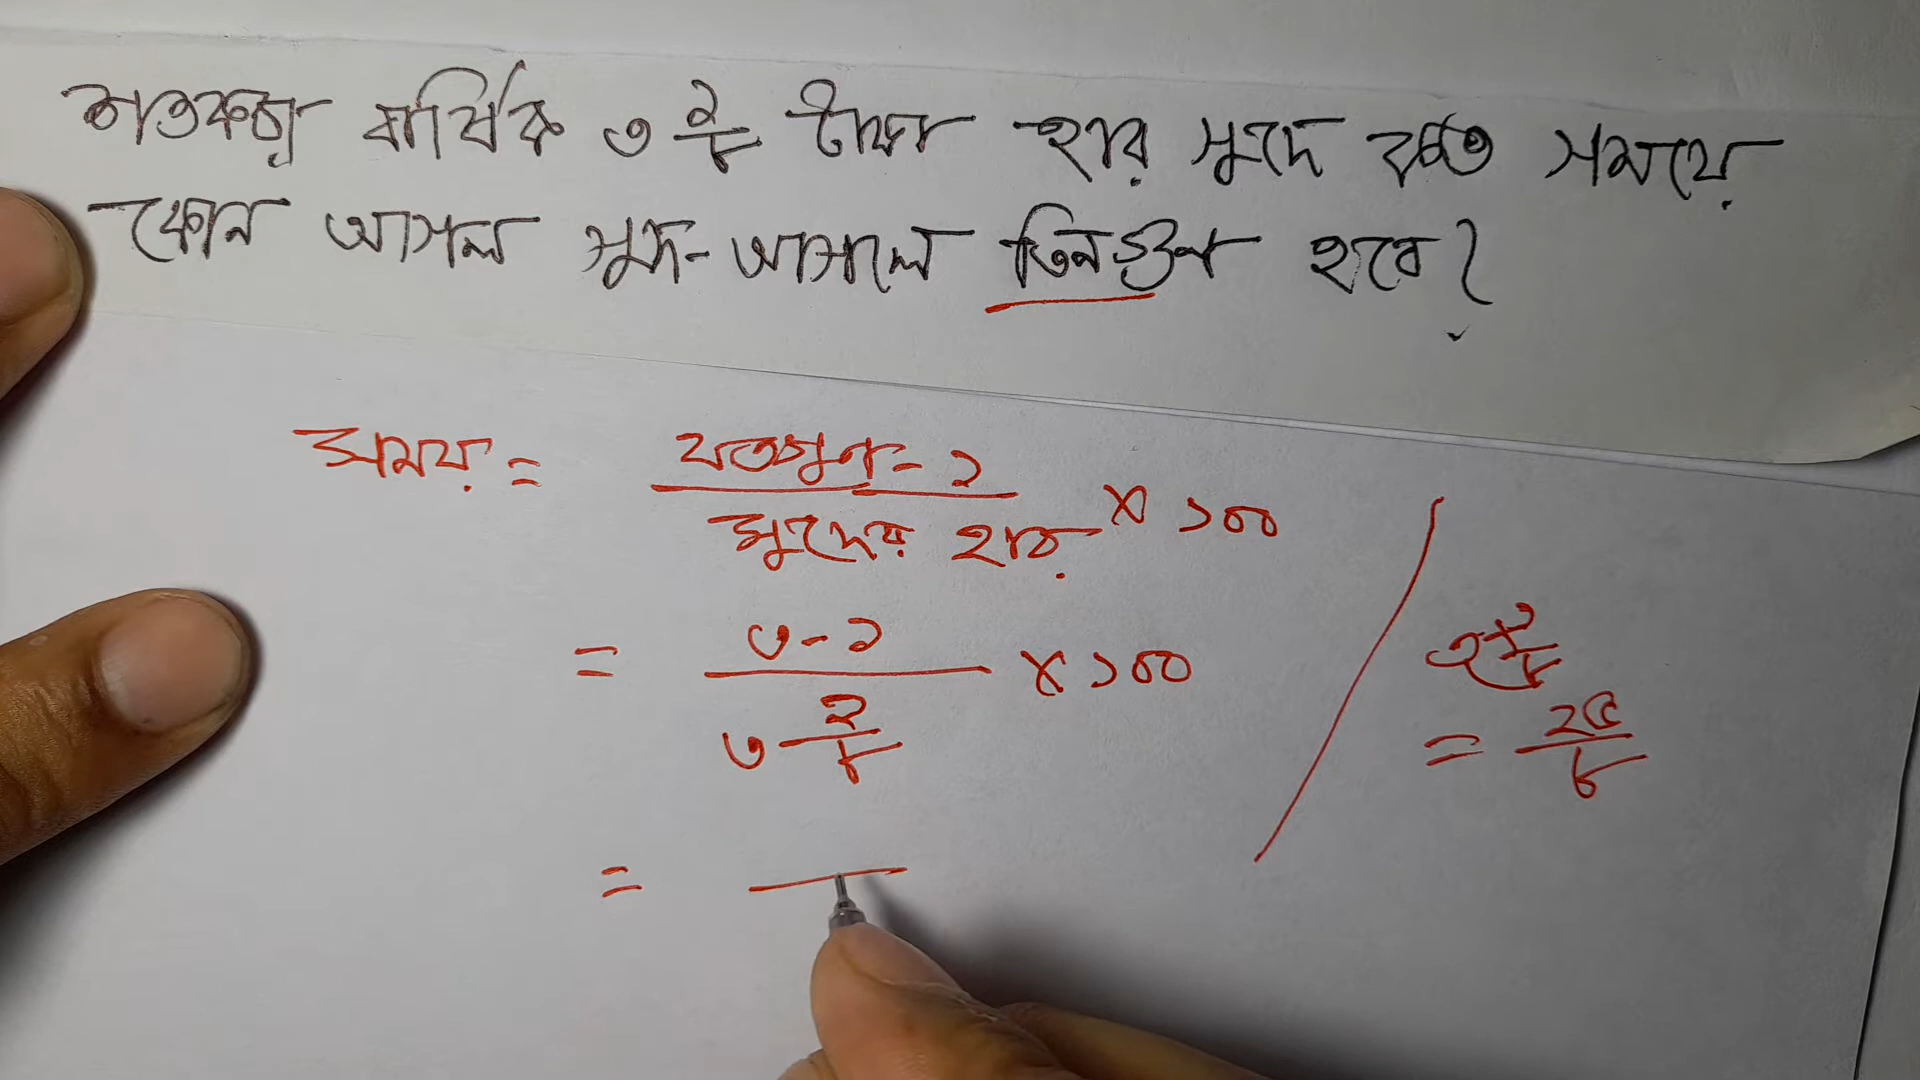 শতকরা বার্ষিক ৩ ১/৮ টাকা হার সুদে কত সময়ে
কোন আসল সুদ-আসলে তিনগুণ হবে?
সময় = যতগুণ - ১ / সুদের হার × ১০০
= ৩ - ১ / ৩ ১/৮ × ১০০
৩ ১/৮
= ২৫/৮
=